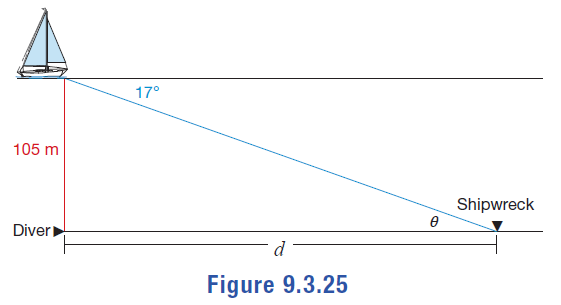 17°
105 m
Shipwreck
θ
Diver
d
Figure 9.3.25